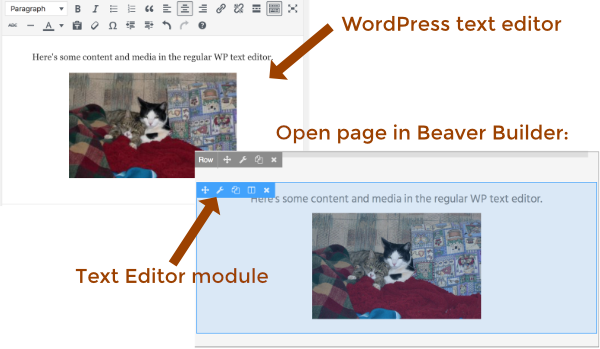 Paragraph B I “
WordPress text editor
ABC A Ω ?
Here's some content and media in the regular WP text editor.
Open page in Beaver Builder:
Row
Here's some content and media in the regular WP text editor.
Text Editor module